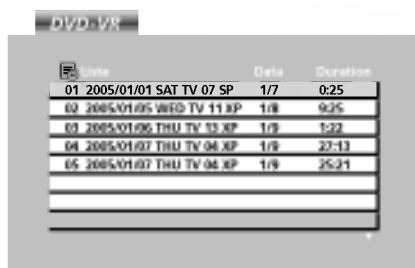 DVD-VR
Liste Data Duration
01 2005/01/01 SAT TV 07 SP 1/7 0:25
02 2005/01/05 WED TV 11 XP 1/8 9:25
03 2005/01/06 THU TV 13 XP 1/9 1:22
04 2005/01/07 THU TV 04 XP 1/9 27:13
05 2005/01/07 THU TV 04 XP 1/9 25:21